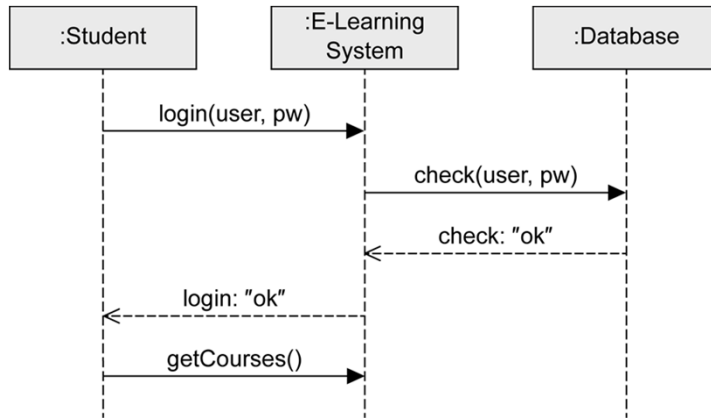 :Student
:E-Learning
System
:Database
login(user, pw)
check(user, pw)
check: "ok"
login: "ok"
getCourses()